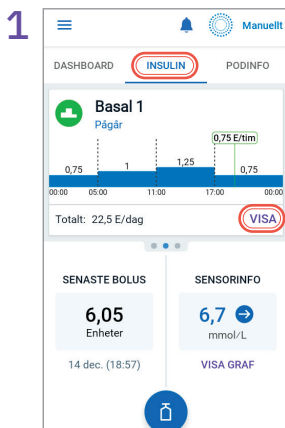 1
Manuellt
DASHBOARD INSULIN PODINFO
Basal 1
Pågår
0,75 E/tim
0,75 1 1,25 0,75
00:00 05:00 11:00 17:00 00:00
Totalt: 22,5 E/dag VISA
SENASTE BOLUS SENSORINFO
6,05 6,7
Enheter mmol/L
14 dec. (18:57) VISA GRAF